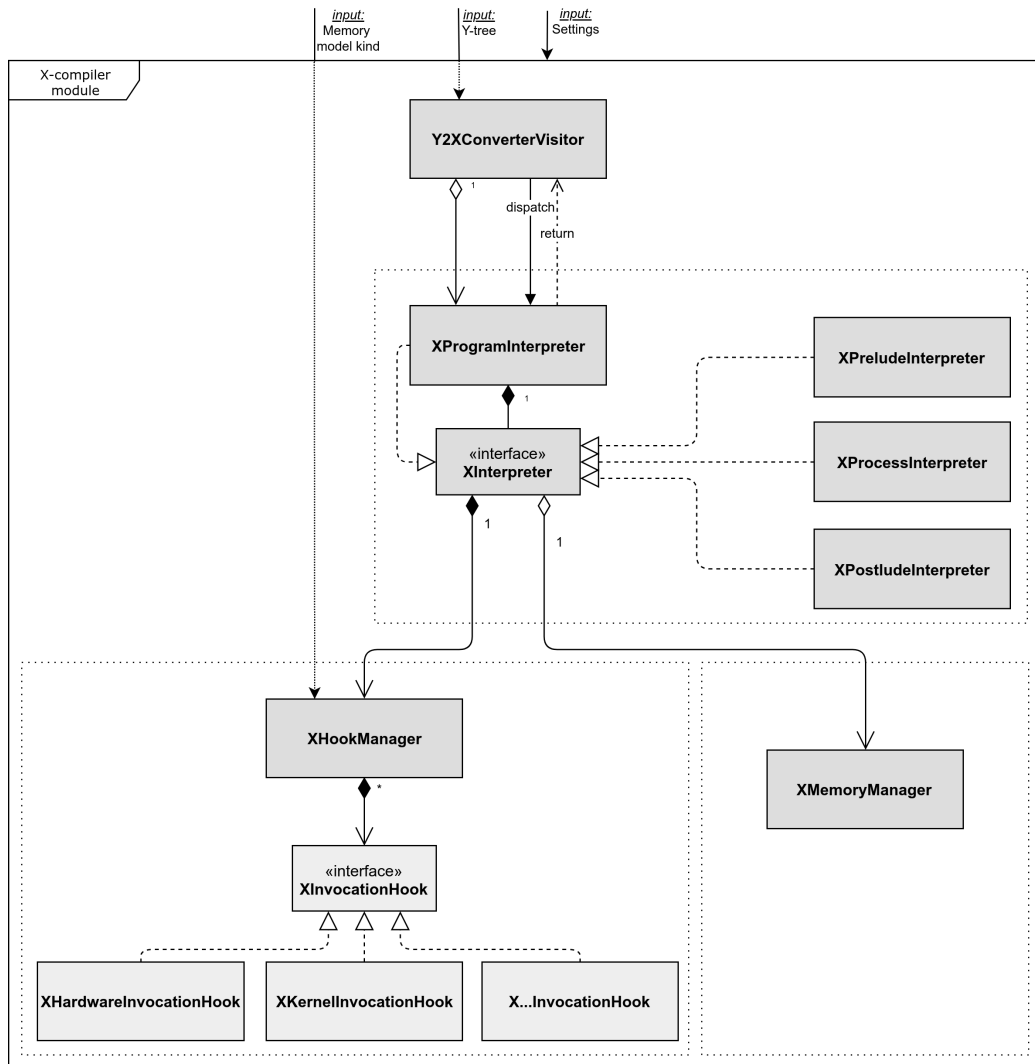 input:
Memory
model kind
input:
Y-tree
input:
Settings
X-compiler
module
Y2XConverterVisitor
1
dispatch
return
XProgramInterpreter
XPreludeInterpreter
1
«interface»
XInterpreter
XProcessInterpreter
1
1
XPostludeInterpreter
XHookManager
XMemoryManager
*
«interface»
XInvocationHook
XHardwareInvocationHook
XKernelInvocationHook
X...InvocationHook